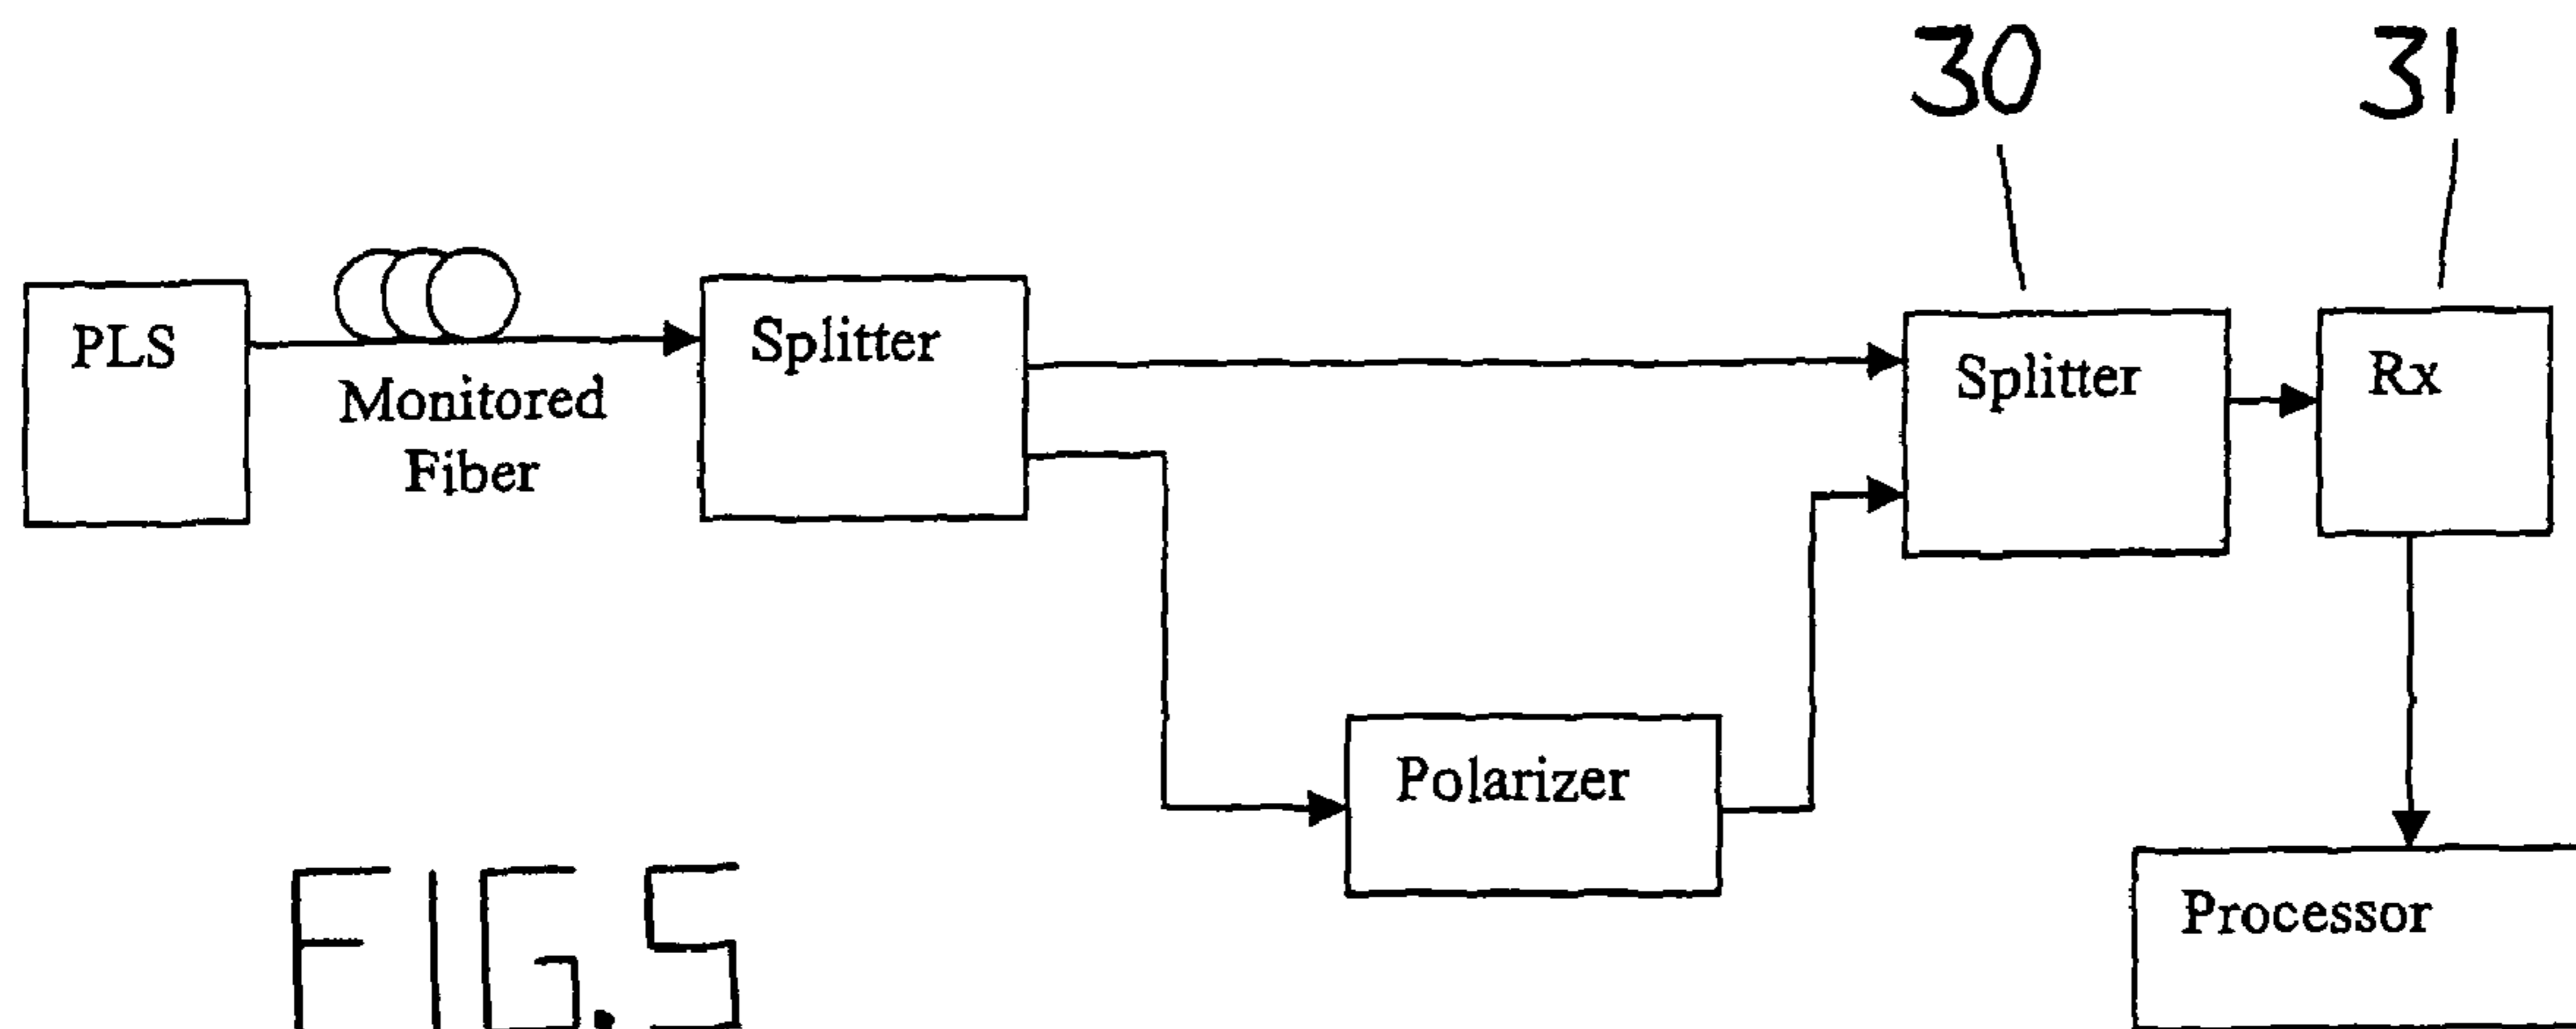 30
31
PLS
Monitored
Fiber
Splitter
Splitter
Rx
Polarizer
Processor
FIG.5